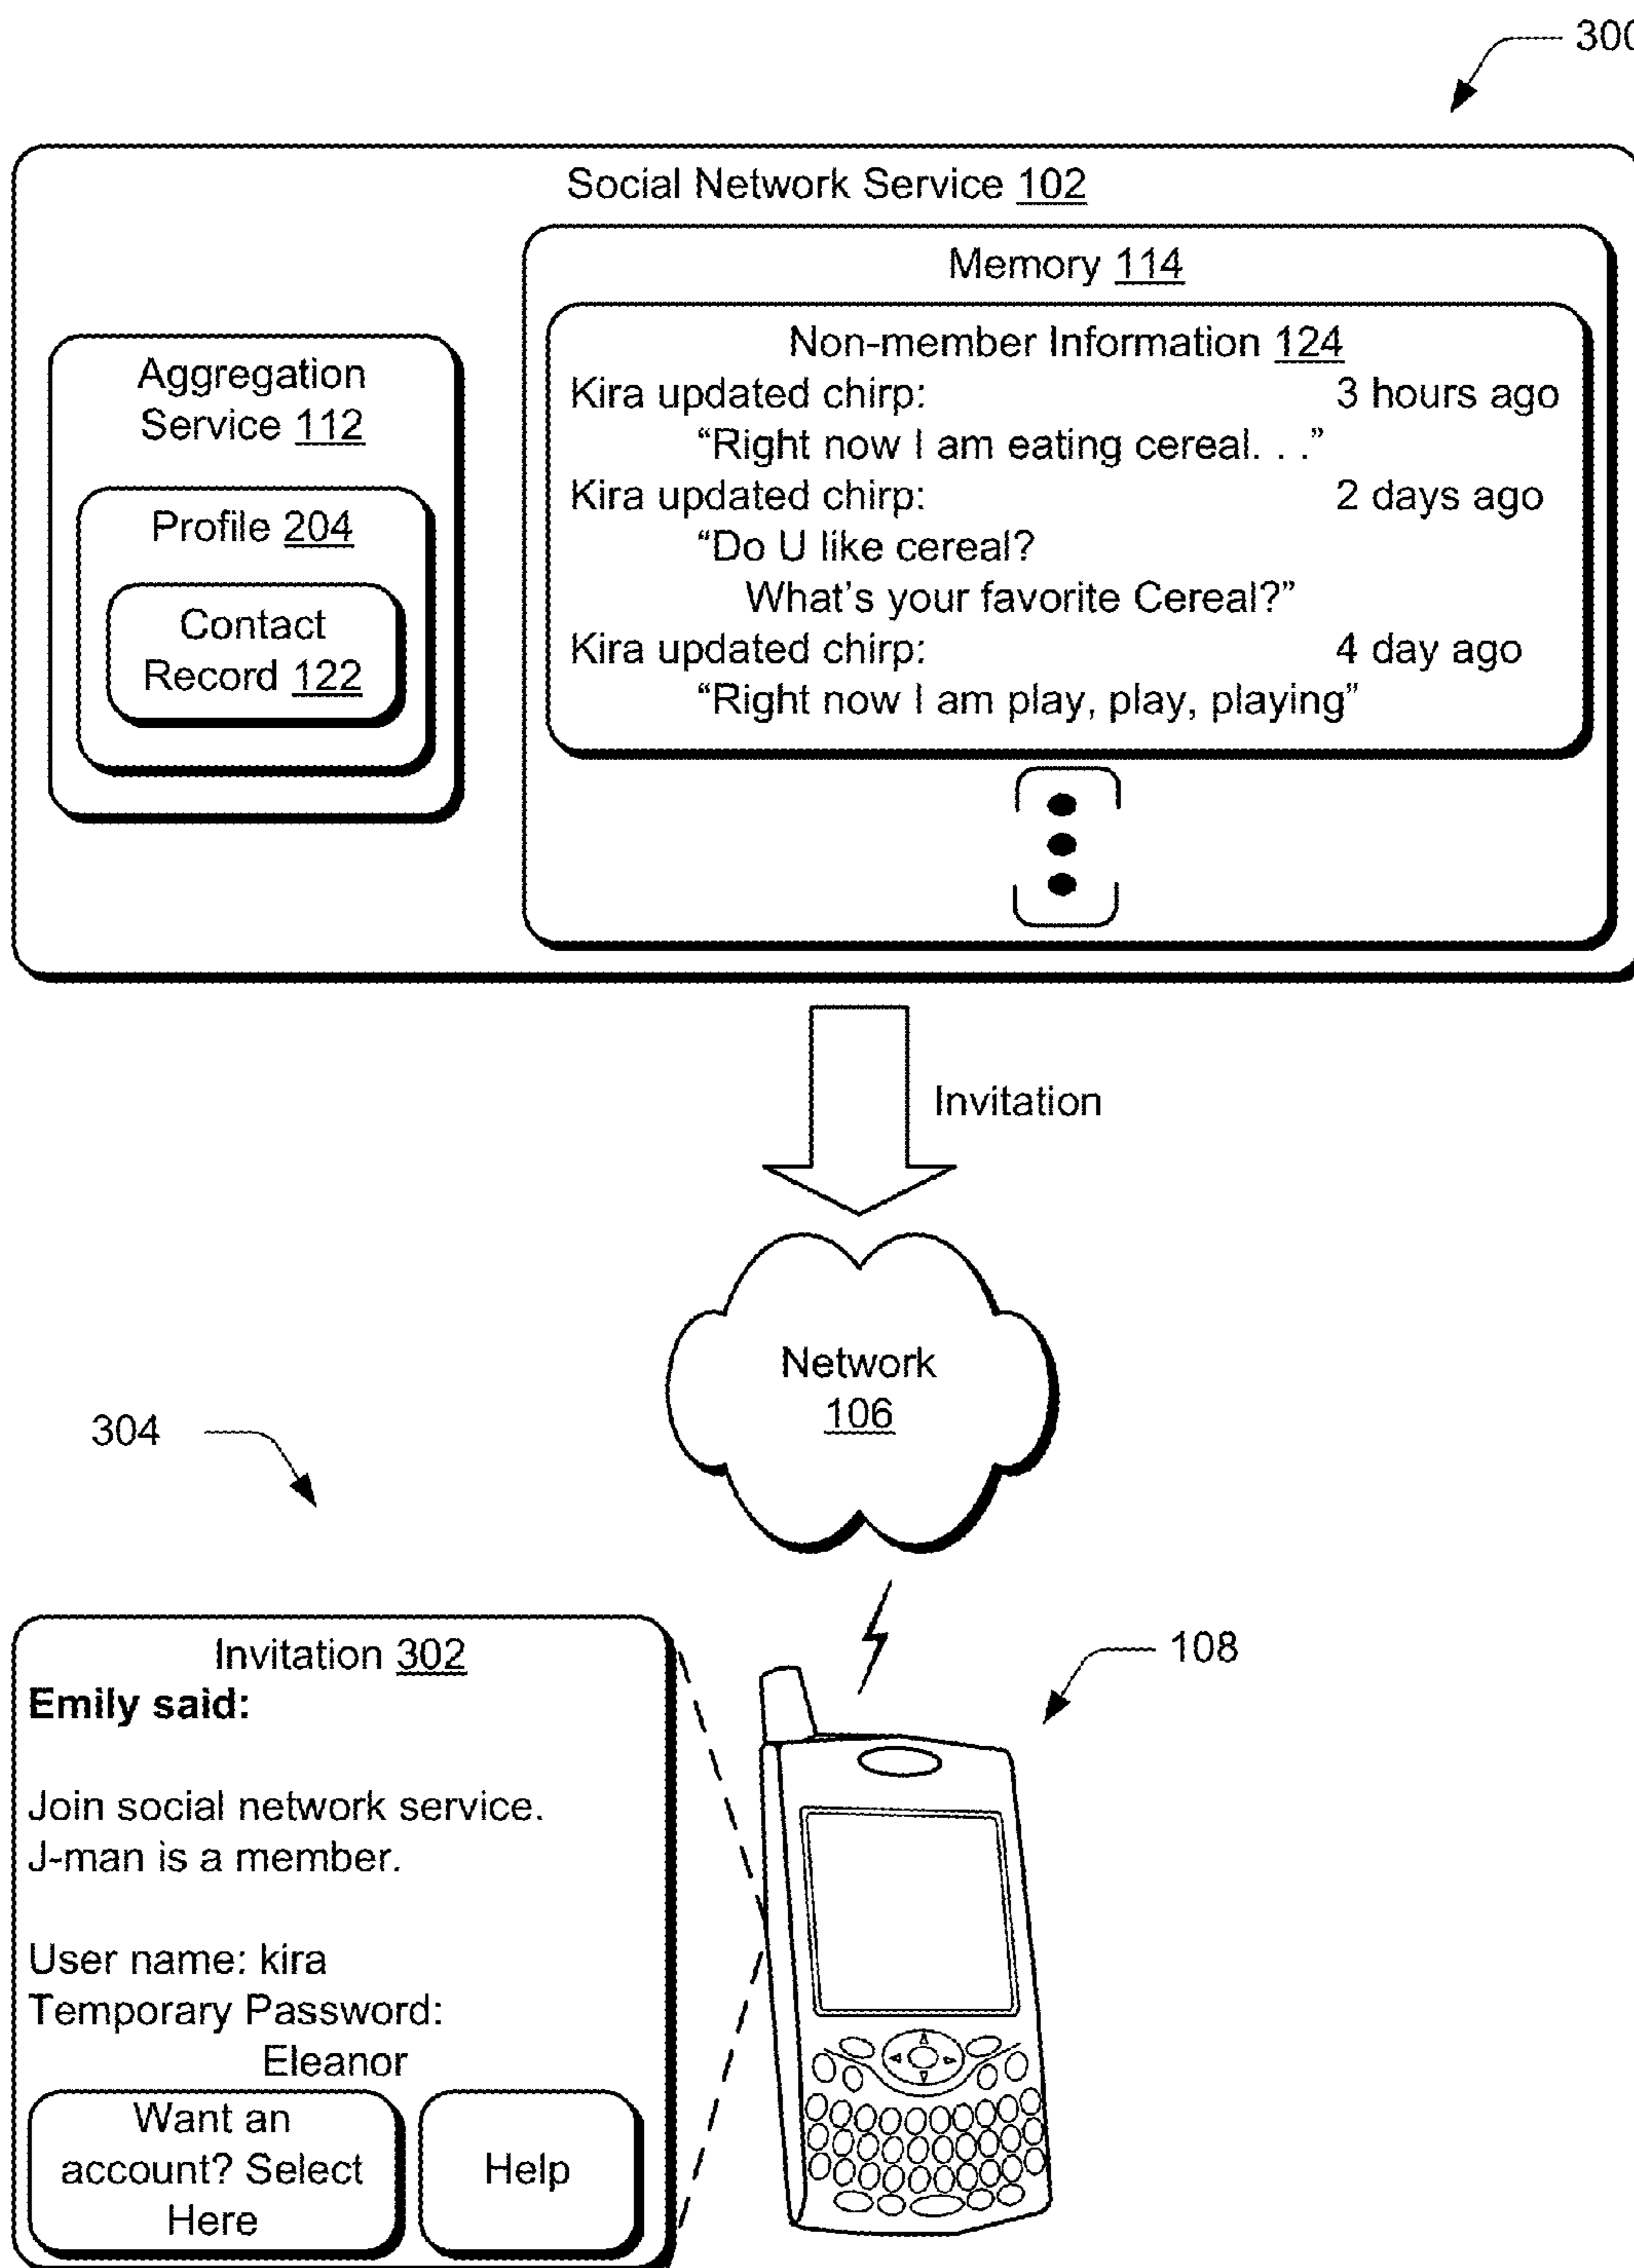 300
Social Network Service 102
Memory 114
Aggregation
Service 112
Profile 204
Contact
Record 122
Non-member Information 124
Kira updated chirp: 3 hours ago
“Right now I am eating cereal. . .”
Kira updated chirp: 2 days ago
“Do U like cereal?
What’s your favorite Cereal?”
Kira updated chirp: 4 day ago
“Right now I am play, play, playing”
Invitation
Network
106
304
108
Invitation 302
Emily said:
Join social network service.
J-man is a member.
User name: kira
Temporary Password:
Eleanor
Want an
account? Select
Here
Help